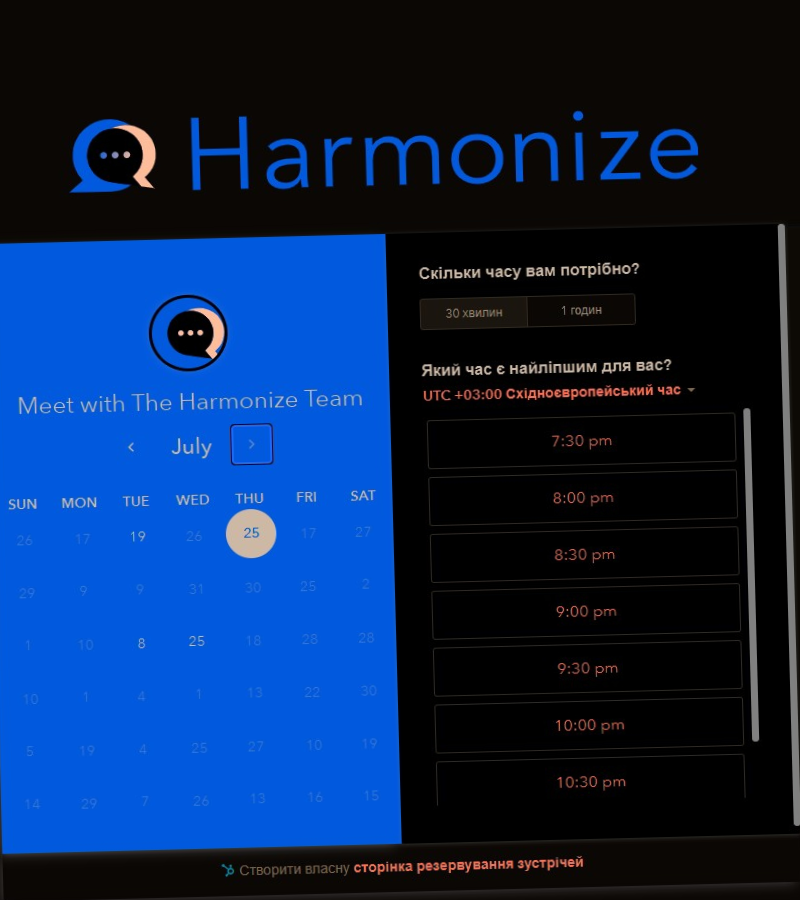 Harmonize
Meet with The Harmonize Team
July
SUN MON TUE WED THU FRI SAT
26 17 19 26 25 17 27
29 9 9 31 30 25 2
1 10 8 25 18 28 28
10 1 4 1 13 22 30
5 19 4 25 27 10 19
14 29 7 26 13 16 15
Скільки часу вам потрібно?
30 хвилин 1 годин
Який час є найліпшим для вас?
UTC +03:00 Східноєвропейський час
7:30 pm
8:00 pm
8:30 pm
9:00 pm
9:30 pm
10:00 pm
10:30 pm
Створити власну сторінка резервування зустрічей